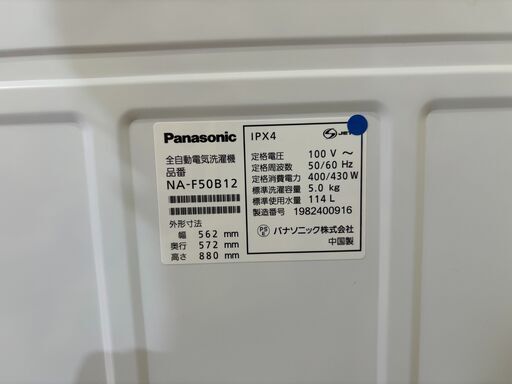 Panasonic
全自動電気洗濯機
品番
NA-F50B12
外形寸法
幅 562 mm
奥行 572 mm
高さ 880 mm
IPX4
定格電圧 100 V ～
定格周波数 50/60 Hz
定格消費電力 400/430 W
標準洗濯容量 5.0 kg
標準使用水量 114 L
製造番号 1982400916
パナソニック株式会社
中国製